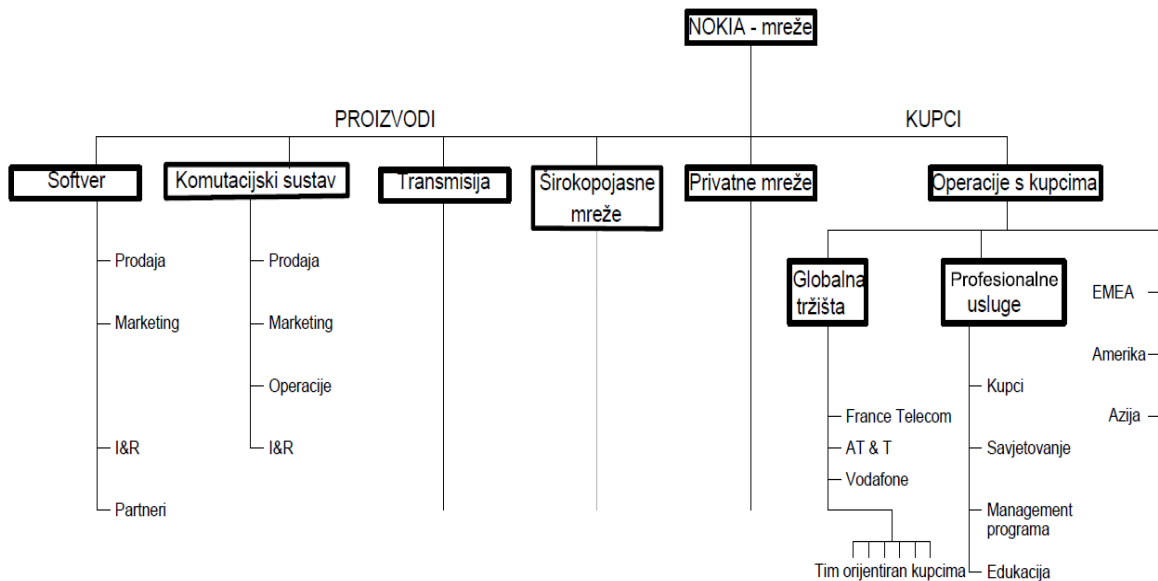 NOKIA - mreže
PROIZVODI
KUPCI
Softver
Komutacijski sustav
Transmisija
Širokopojasne
mreže
Privatne mreže
Operacije s kupcima
Prodaja
Marketing
I&R
Partneri
Prodaja
Marketing
Operacije
I&R
Globalna
tržišta
France Telecom
AT & T
Vodafone
Tim orijentiran kupcima
Profesionalne
usluge
Kupci
Savjetovanje
Management
programa
Edukacija
EMEA
Amerika
Azija